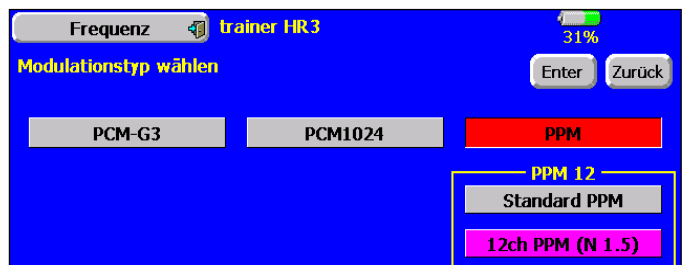 Frequenz trainer HR3
31%
Modulationstyp wählen
Enter Zurück
PCM-G3 PCM1024 PPM
PPM 12
Standard PPM
12ch PPM (N 1.5)